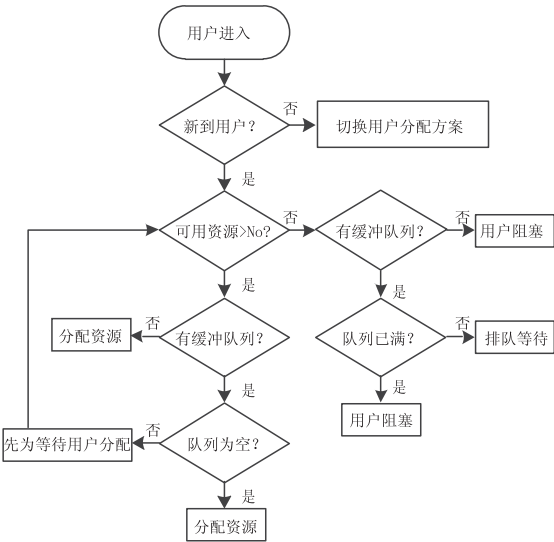 用户进入
新到用户?
否
切换用户分配方案
是
可用资源>No?
否
有缓冲队列?
否
用户阻塞
是
是
分配资源
否
有缓冲队列?
队列已满?
否
排队等待
是
是
用户阻塞
先为等待用户分配
否
队列为空?
是
分配资源